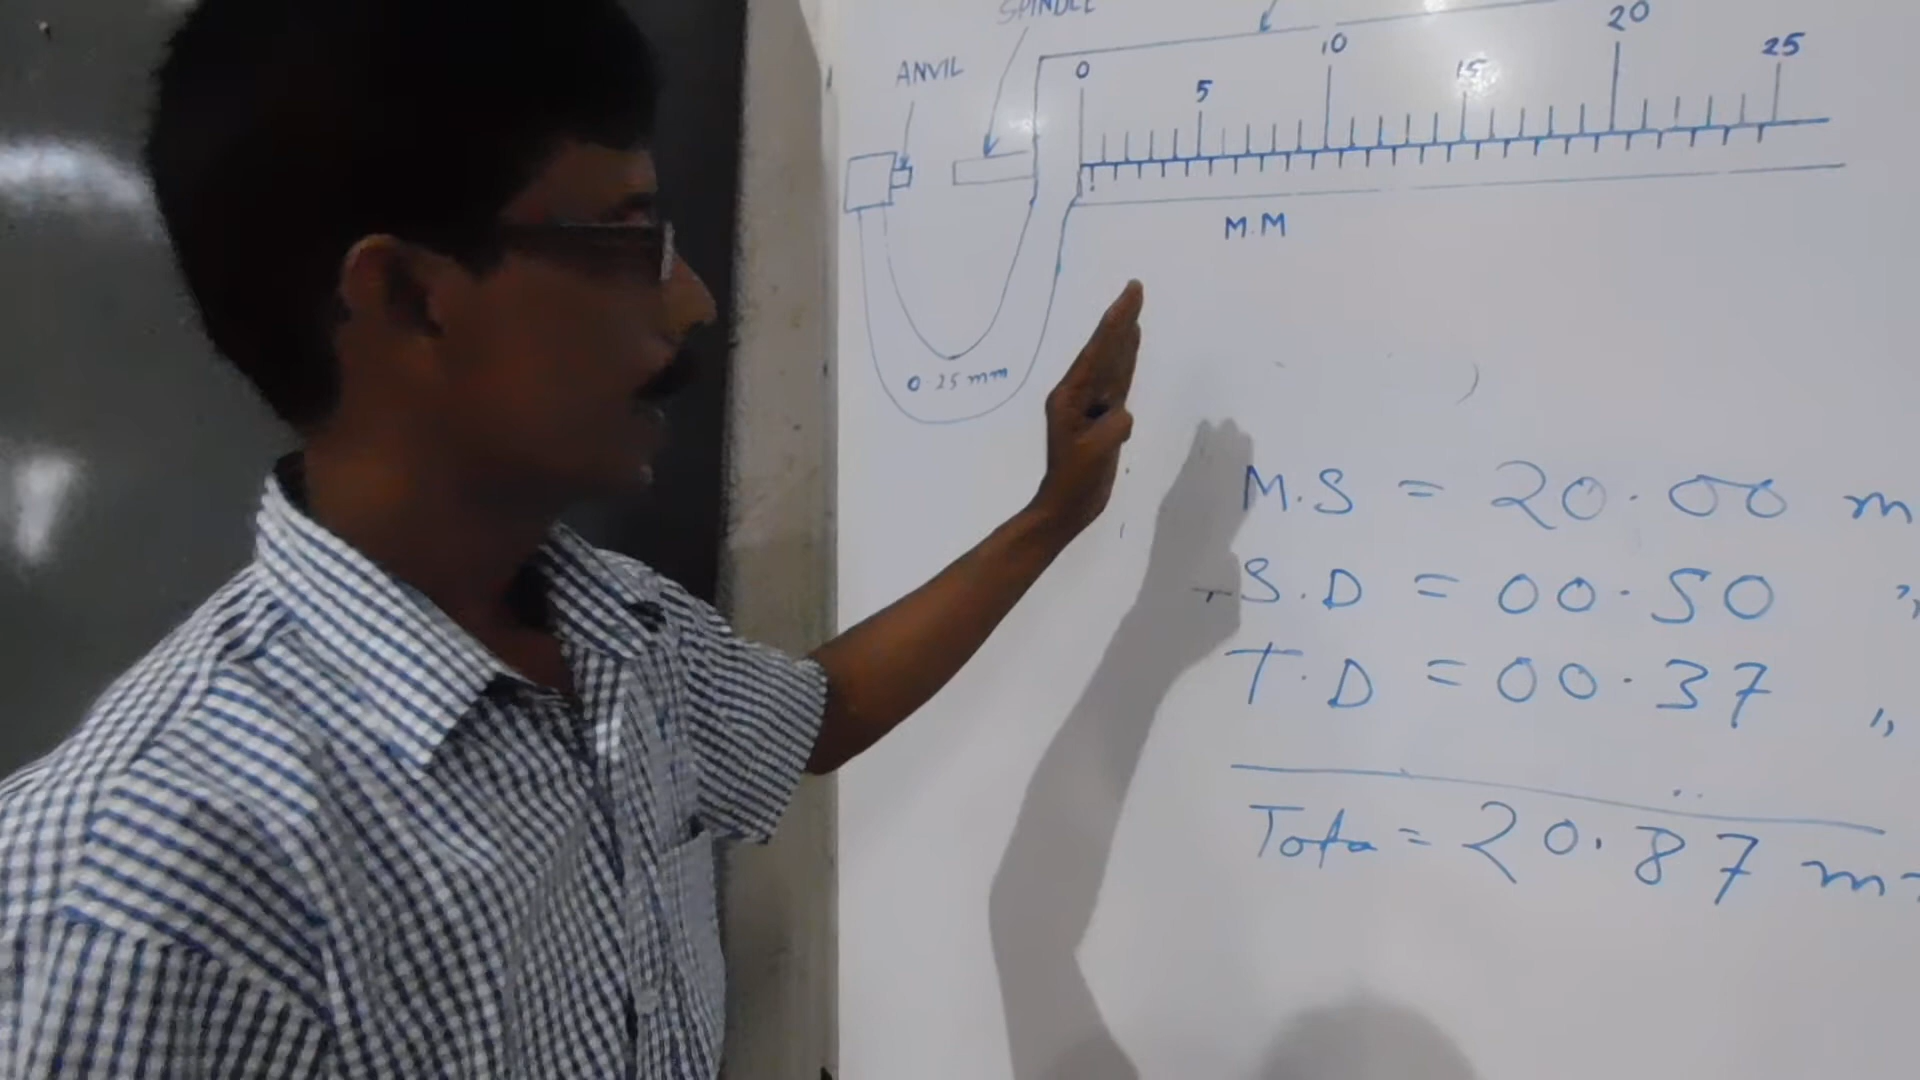 SPINDLE
ANVIL
0 5 10 15 20 25
M.M
0-25 mm
M.S = 20.00 m
S.D = 00.50 "
T.D = 00.37 "
Tota = 20.87 m